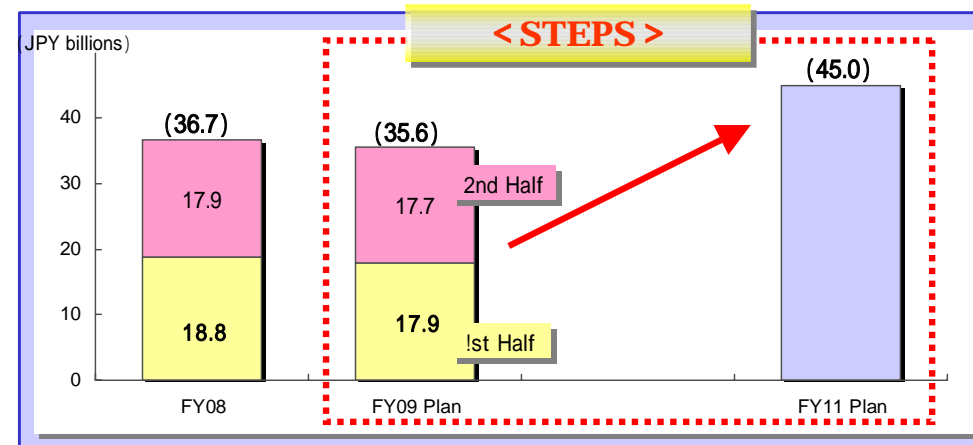 < STEPS >
(JPY billions)
(45.0)
40
(36.7)
(35.6)
30
17.9
17.7
2nd Half
20
10
18.8
17.9
!st Half
0
FY08
FY09 Plan
FY11 Plan